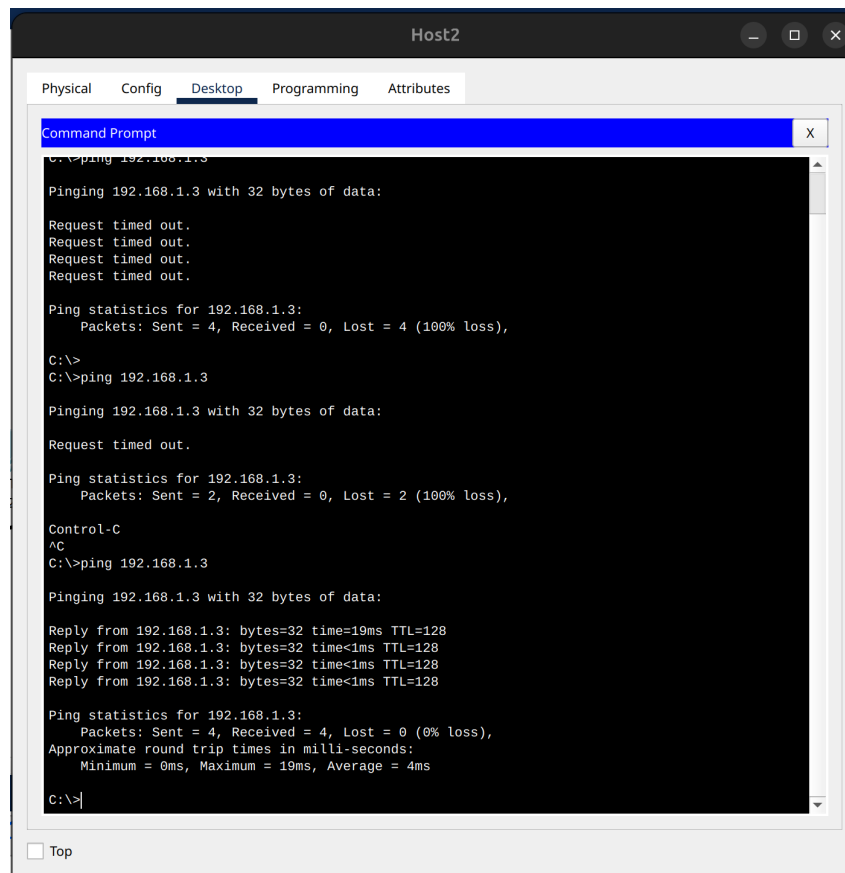 Host2
Physical Config Desktop Programming Attributes
Command Prompt X
C:\>ping 192.168.1.3
Pinging 192.168.1.3 with 32 bytes of data:
Request timed out.
Request timed out.
Request timed out.
Request timed out.
Ping statistics for 192.168.1.3:
Packets: Sent = 4, Received = 0, Lost = 4 (100% loss),
C:\>
C:\>ping 192.168.1.3
Pinging 192.168.1.3 with 32 bytes of data:
Request timed out.
Ping statistics for 192.168.1.3:
Packets: Sent = 2, Received = 0, Lost = 2 (100% loss),
Control-C
^C
C:\>ping 192.168.1.3
Pinging 192.168.1.3 with 32 bytes of data:
Reply from 192.168.1.3: bytes=32 time=19ms TTL=128
Reply from 192.168.1.3: bytes=32 time<1ms TTL=128
Reply from 192.168.1.3: bytes=32 time<1ms TTL=128
Reply from 192.168.1.3: bytes=32 time<1ms TTL=128
Ping statistics for 192.168.1.3:
Packets: Sent = 4, Received = 4, Lost = 0 (0% loss),
Approximate round trip times in milli-seconds:
Minimum = 0ms, Maximum = 19ms, Average = 4ms
C:\>
Top